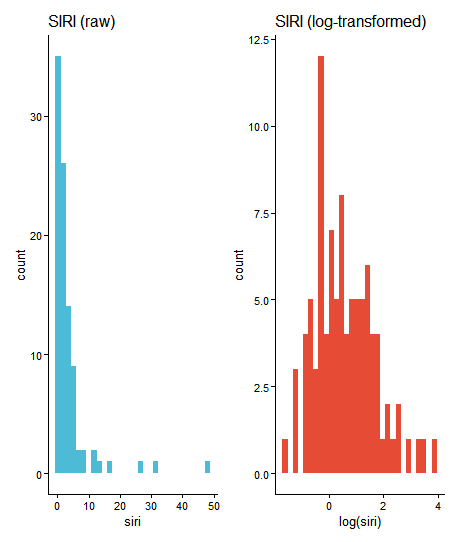 SIRI (raw)
30
20
10
0
count
0 10 20 30 40 50
siri
SIRI (log-transformed)
12.5
10.0
7.5
5.0
2.5
0.0
count
0 2 4
log(siri)